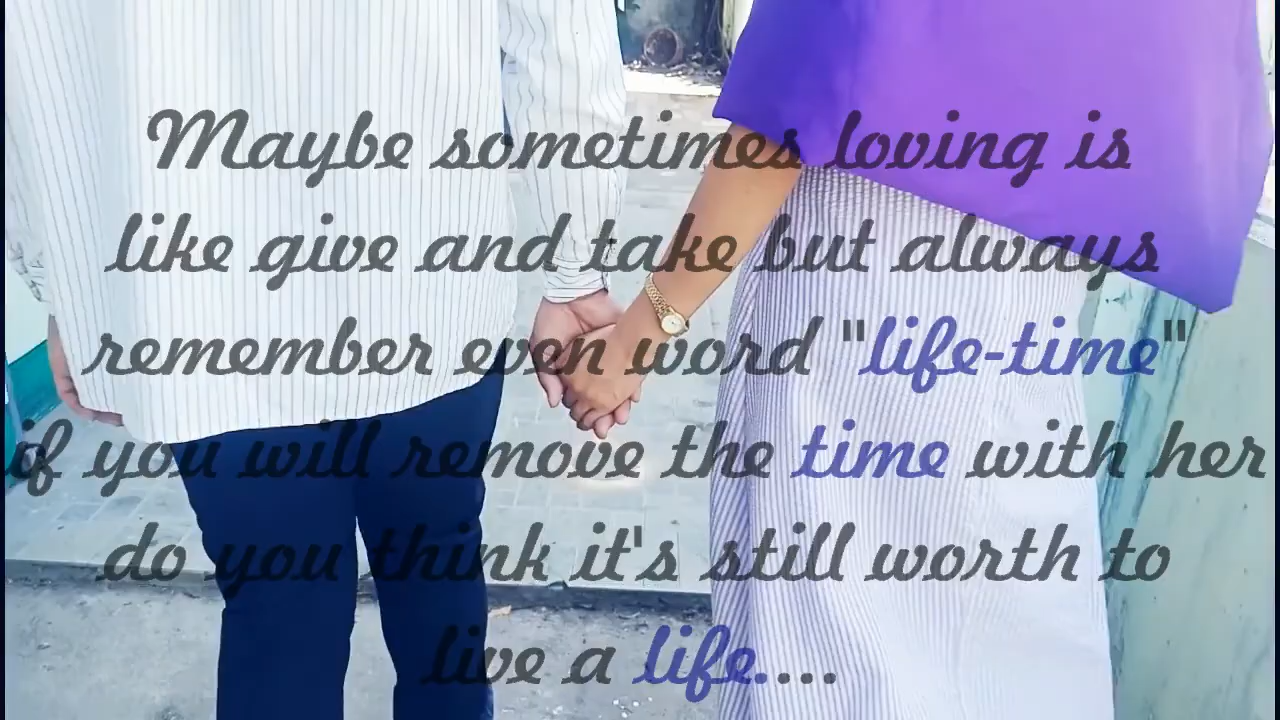 Maybe sometimes loving is
like give and take but always
remember even word "life-time"
if you will remove the time with her
do you think it's still worth to
live a life....